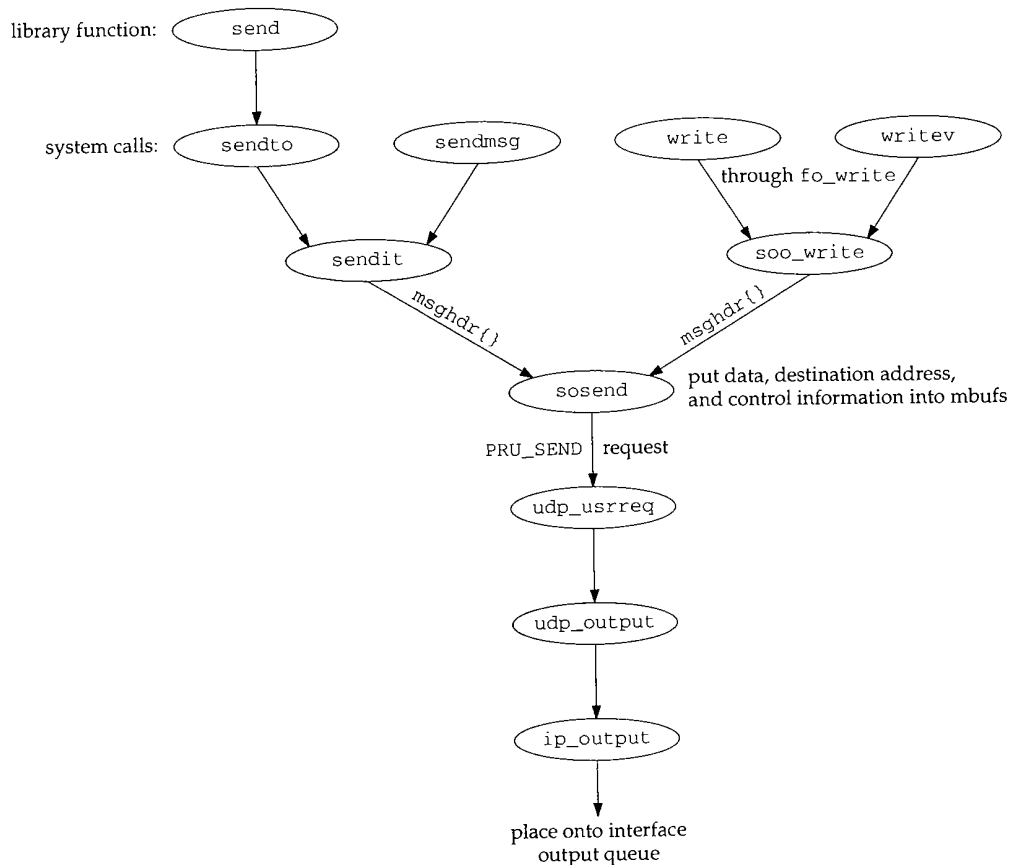 library function: send
system calls: sendto sendmsg write writev
through fo_write
sendit soo_write
msghdr{} msghdr{}
sosend
put data, destination address,
and control information into mbufs
PRU_SEND request
udp_usrreq
udp_output
ip_output
place onto interface
output queue